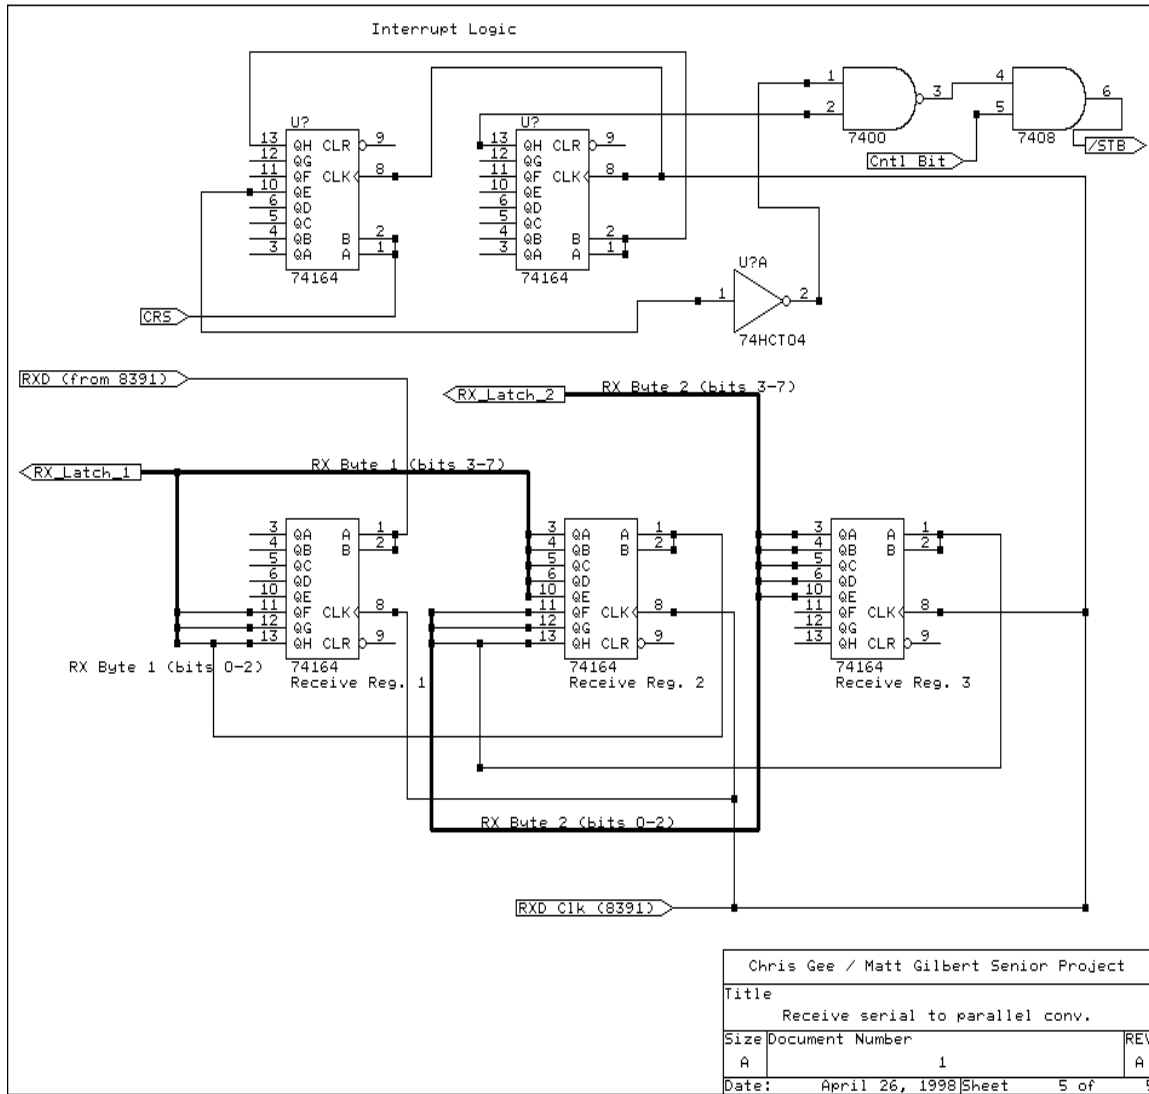 Interrupt Logic
1
4
3
6
2
5
7400
7408
/STB
Cntl Bit
U?
U?
13 QH CLR 9
12 QG
11 QF CLK 8
10 QE
6 QD
5 QC
4 QB B 2
3 QA A 1
74164
13 QH CLR 9
12 QG
11 QF CLK 8
10 QE
6 QD
5 QC
4 QB B 2
3 QA A 1
74164
U?A
1 2
74HCT04
CRS
RXD (from 8391)
RX_Latch_2
RX Byte 2 (bits 3-7)
RX_Latch_1
RX Byte 1 (bits 3-7)
3 QA A 1
4 QB B 2
5 QC
6 QD
10 QE
11 QF CLK 8
12 QG
13 QH CLR 9
74164
Receive Reg. 1
RX Byte 1 (bits 0-2)
3 QA A 1
4 QB B 2
5 QC
6 QD
10 QE
11 QF CLK 8
12 QG
13 QH CLR 9
74164
Receive Reg. 2
3 QA A 1
4 QB B 2
5 QC
6 QD
10 QE
11 QF CLK 8
12 QG
13 QH CLR 9
74164
Receive Reg. 3
RX Byte 2 (bits 0-2)
RXD Clk (8391)
Chris Gee / Matt Gilbert Senior Project
Title
Receive serial to parallel conv.
Size Document Number REV
A 1 A
Date: April 26, 1998 Sheet 5 of